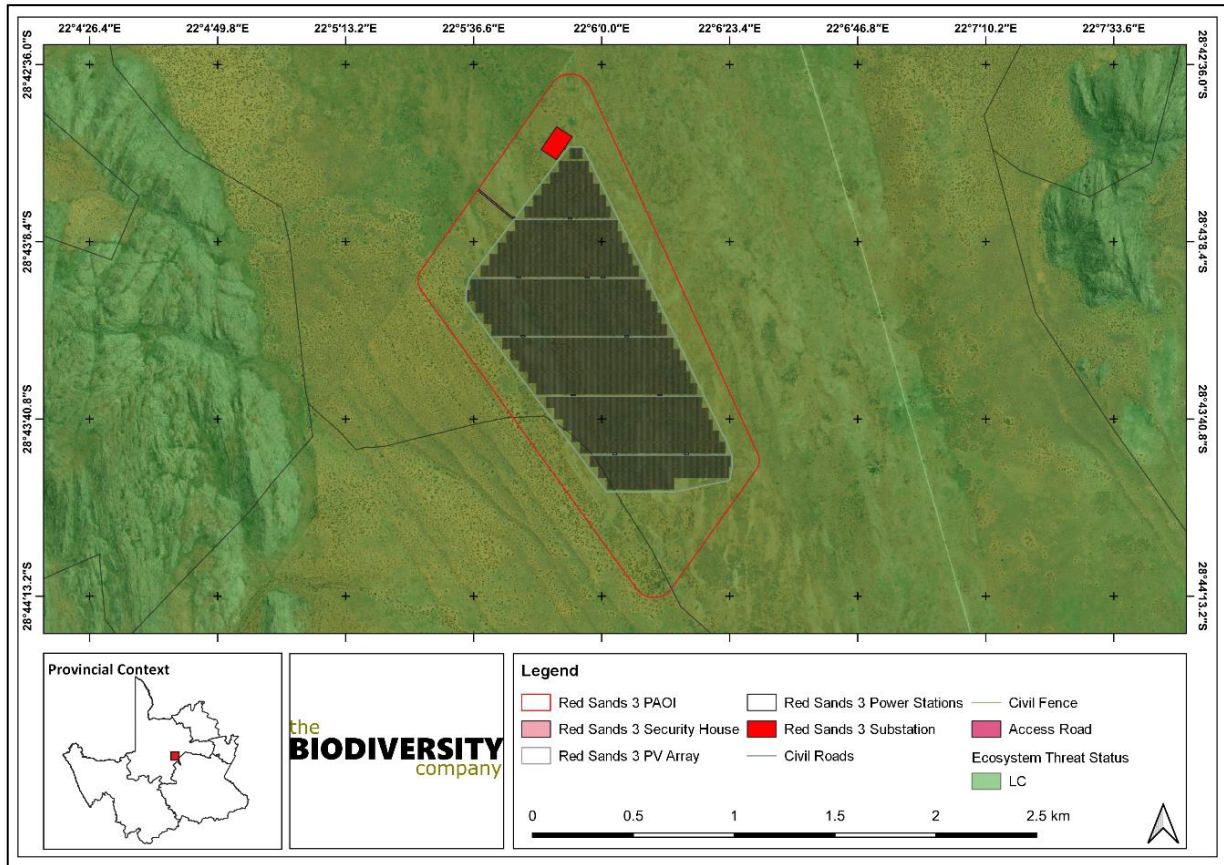 22°4'26.4"E 22°4'49.8"E 22°5'13.2"E 22°5'36.6"E 22°6'0.0"E 22°6'23.4"E 22°6'46.8"E 22°7'10.2"E 22°7'33.6"E
28°42'36.0"S 28°42'36.0"S
28°43'8.4"S 28°43'8.4"S
28°43'40.8"S 28°43'40.8"S
28°44'13.2"S 28°44'13.2"S
Provincial Context
the
BIODIVERSITY
company
Legend
Red Sands 3 PAOI
Red Sands 3 Security House
Red Sands 3 PV Array
Red Sands 3 Power Stations
Red Sands 3 Substation
Civil Roads
Civil Fence
Access Road
Ecosystem Threat Status
LC
0 0.5 1 1.5 2 2.5 km